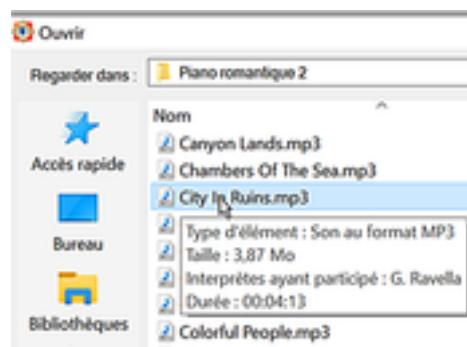 Ouvrir
Regarder dans :
Piano romantique 2
Nom
Canyon Lands.mp3
Accès rapide
Chambers Of The Sea.mp3
City In Ruins.mp3
Type d'élément : Son au format MP3
Bureau
Taille : 3,87 Mo
Interprètes ayant participé : G. Ravella
Durée : 00:04:13
Bibliothèques
Colorful People.mp3